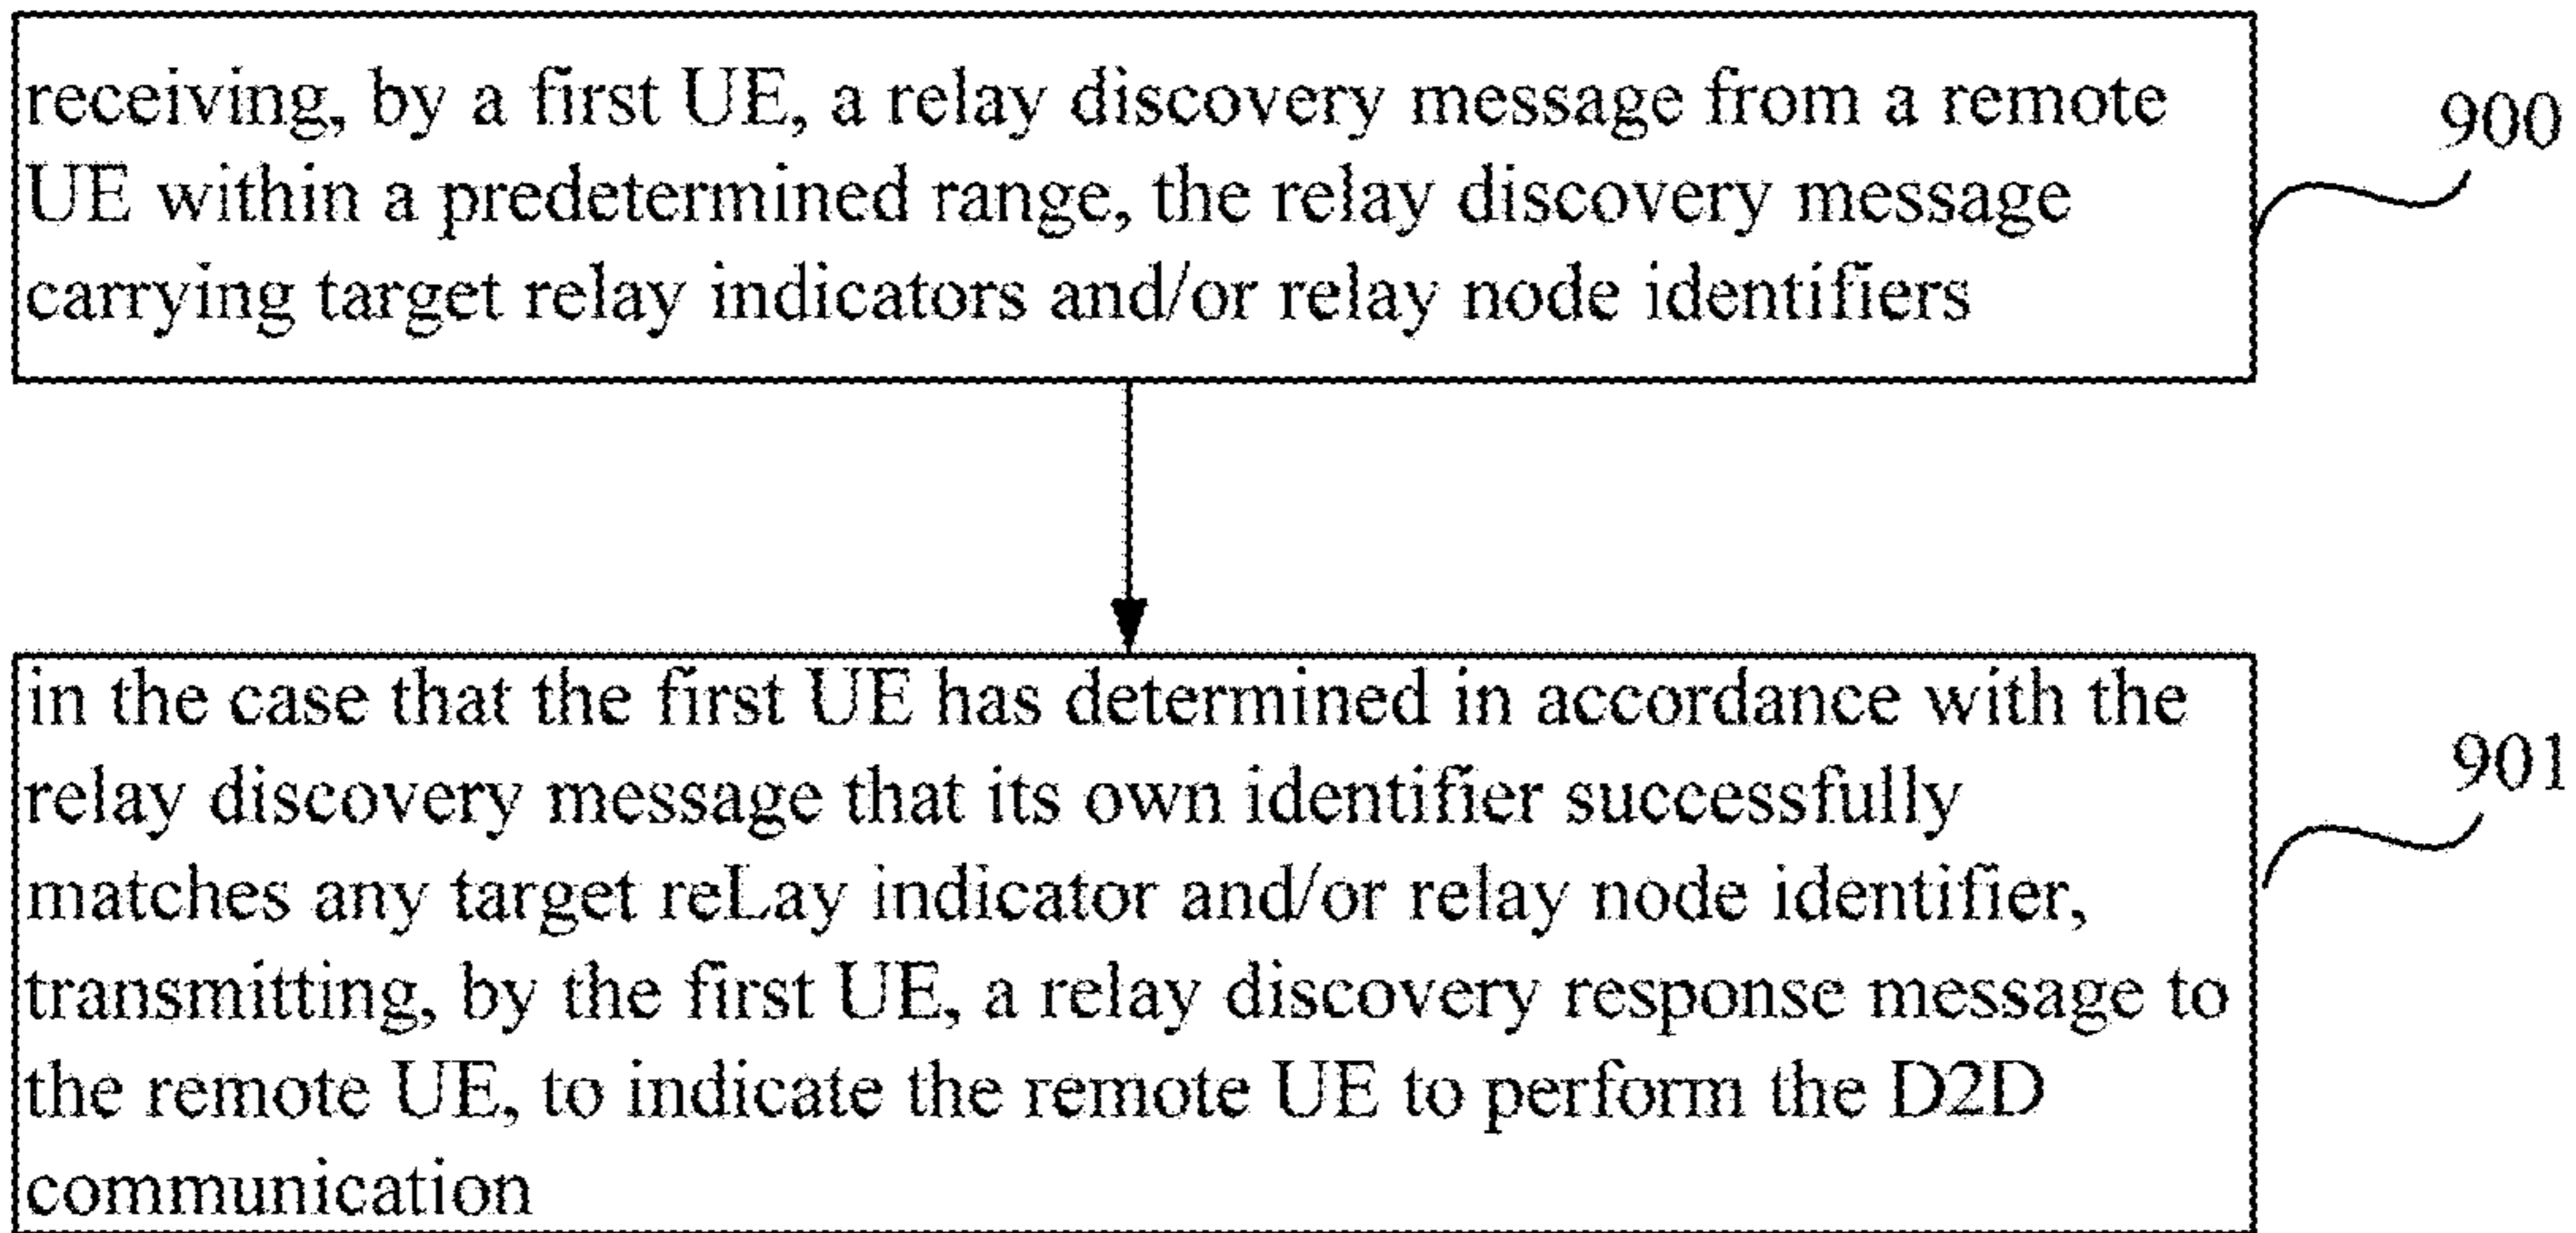 receiving, by a first UE, a relay discovery message from a remote
UE within a predetermined range, the relay discovery message
carrying target relay indicators and/or relay node identifiers
900
in the case that the first UE has determined in accordance with the
relay discovery message that its own identifier successfully
matches any target reLay indicator and/or relay node identifier,
transmitting, by the first UE, a relay discovery response message to
the remote UE, to indicate the remote UE to perform the D2D
communication
901